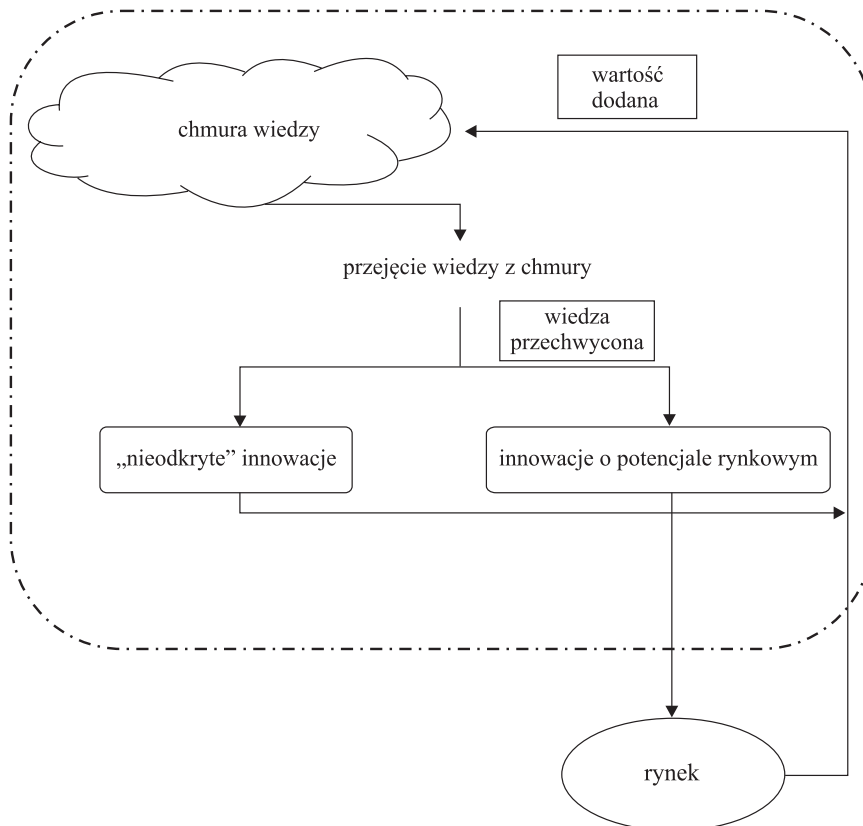 wartość
dodana
chmura wiedzy
przejęcie wiedzy z chmury
wiedza
przechwycona
„nieodkryte” innowacje
innowacje o potencjale rynkowym
rynek